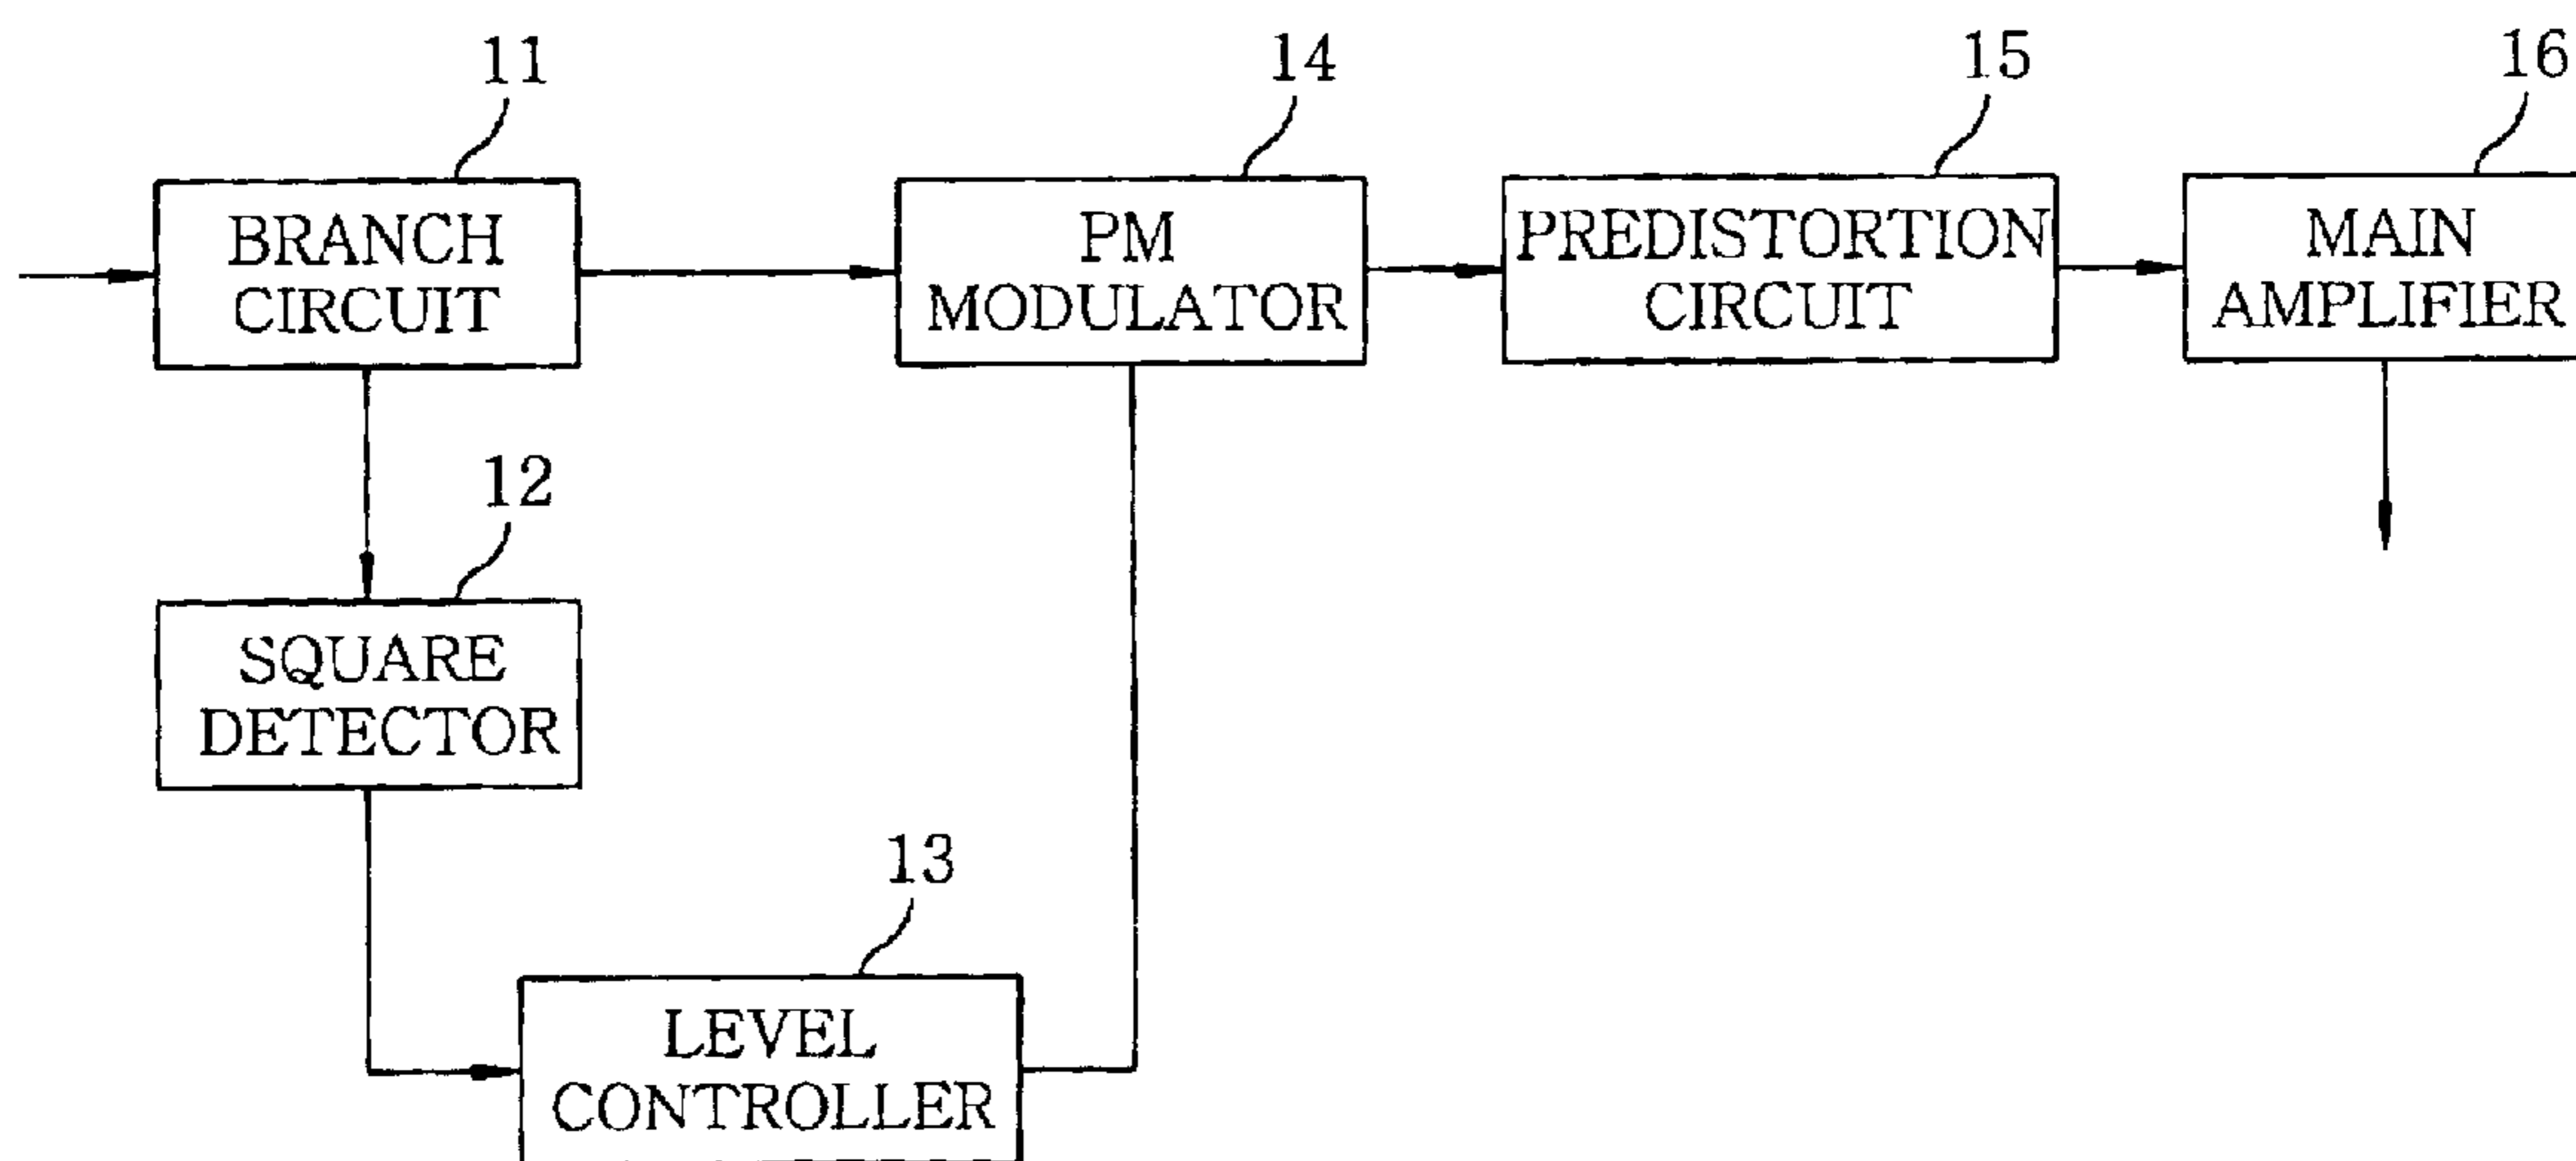 11
14
15
16
BRANCH
CIRCUIT
PM
MODULATOR
PREDISTORTION
CIRCUIT
MAIN
AMPLIFIER
12
SQUARE
DETECTOR
13
LEVEL
CONTROLLER